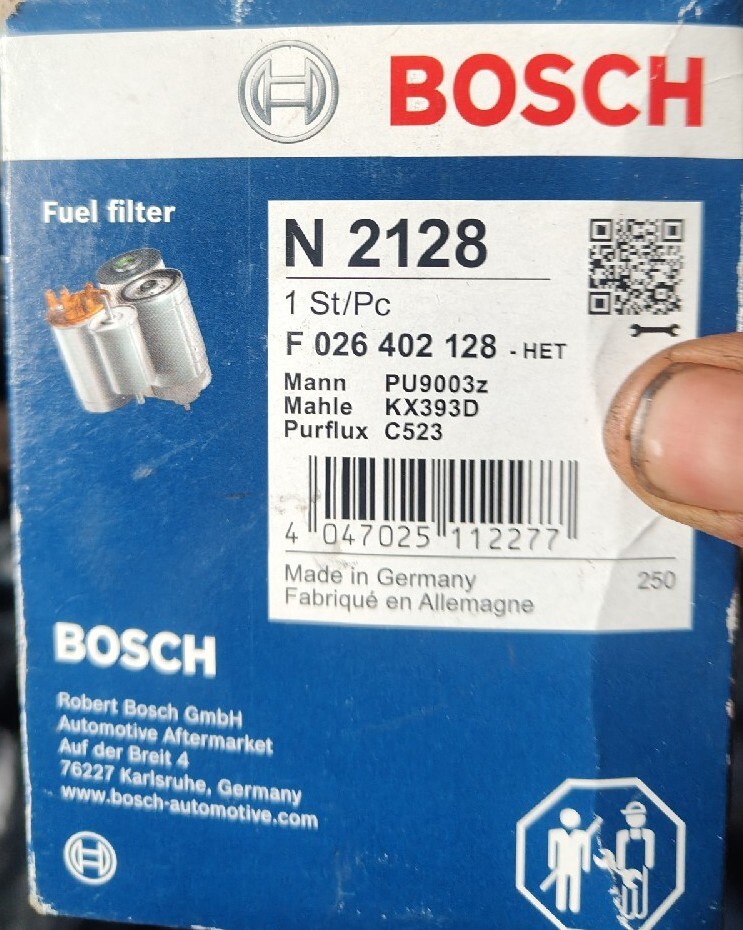 BOSCH
Fuel filter
N 2128
1 St/Pc
F 026 402 128 - HET
Mann PU9003z
Mahle KX393D
Purflux C523
4 047025 112277
Made in Germany 250
Fabriqué en Allemagne
BOSCH
Robert Bosch GmbH
Automotive Aftermarket
Auf der Breit 4
76227 Karlsruhe, Germany
www.bosch-automotive.com